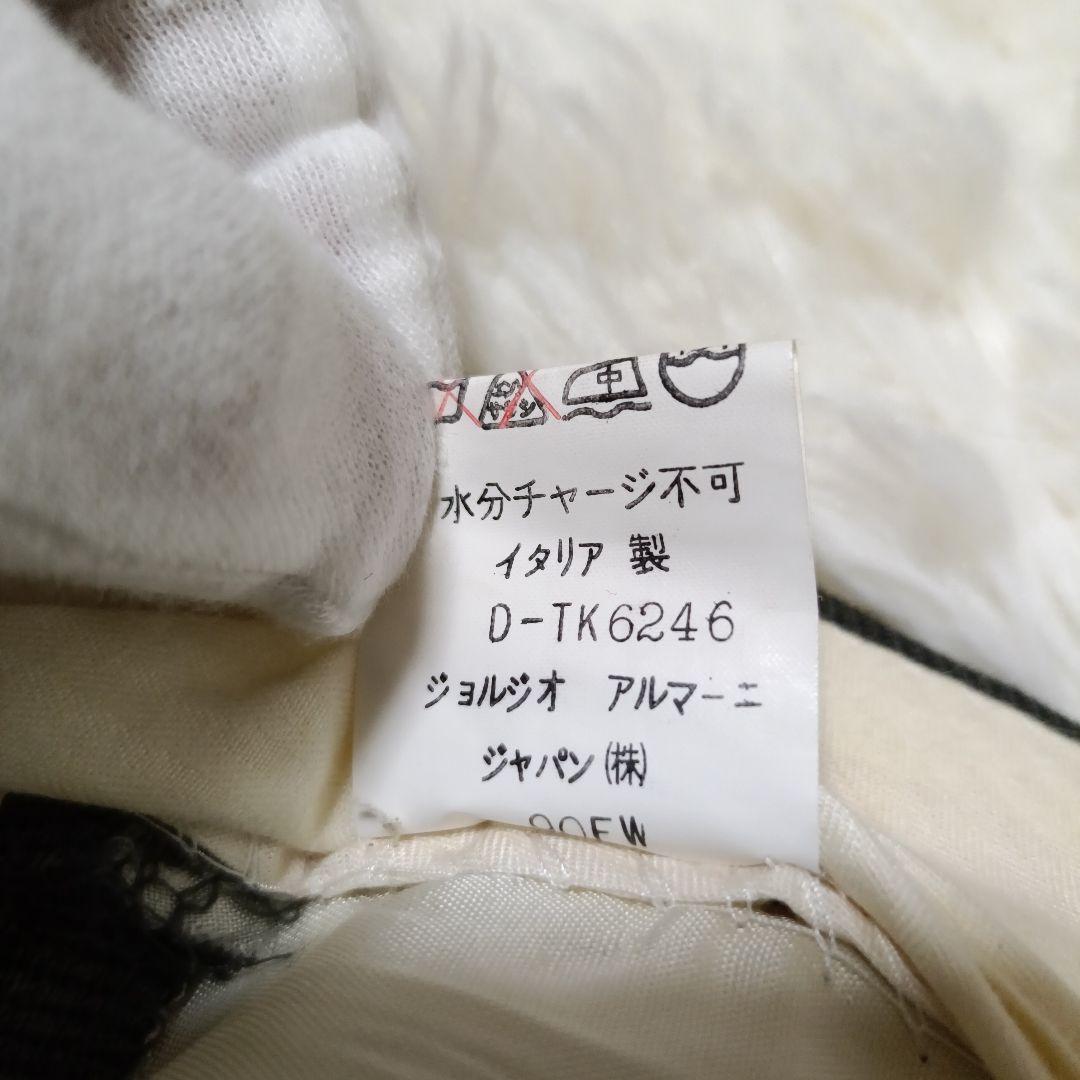 中
水分チャージ不可
イタリア 製
D-TK6246
ジョルジオ アルマーニ
ジャパン(株)